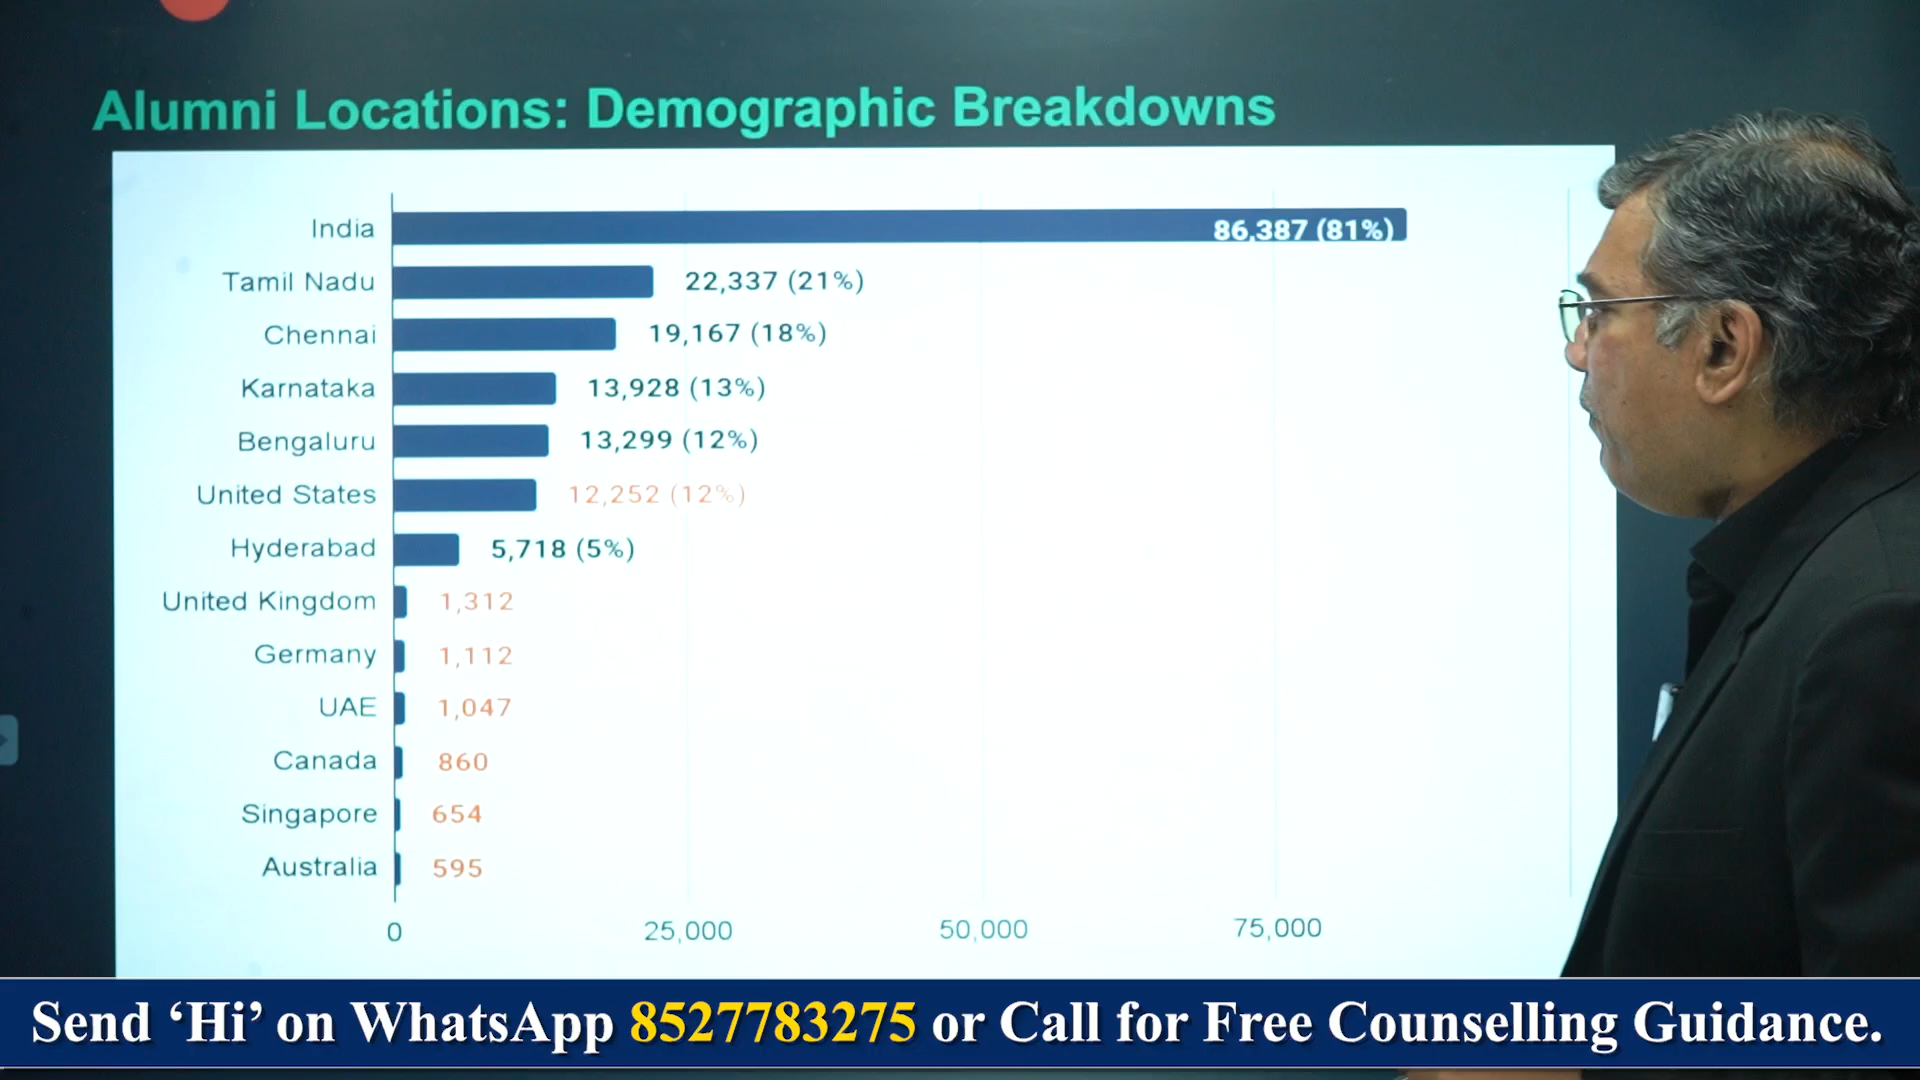 Alumni Locations: Demographic Breakdowns
India 86,387 (81%)
Tamil Nadu 22,337 (21%)
Chennai 19,167 (18%)
Karnataka 13,928 (13%)
Bengaluru 13,299 (12%)
United States 12,252 (12%)
Hyderabad 5,718 (5%)
United Kingdom 1,312
Germany 1,112
UAE 1,047
Canada 860
Singapore 654
Australia 595
0 25,000 50,000 75,000
Send ‘Hi’ on WhatsApp 8527783275 or Call for Free Counselling Guidance.